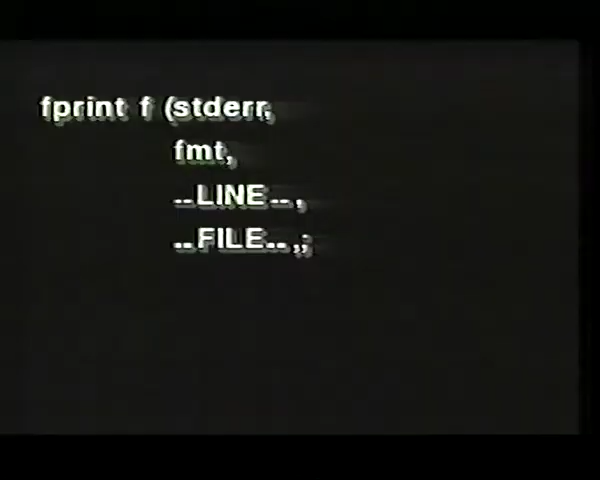 fprint f (stderr,
fmt,
..LINE..,
..FILE..,;